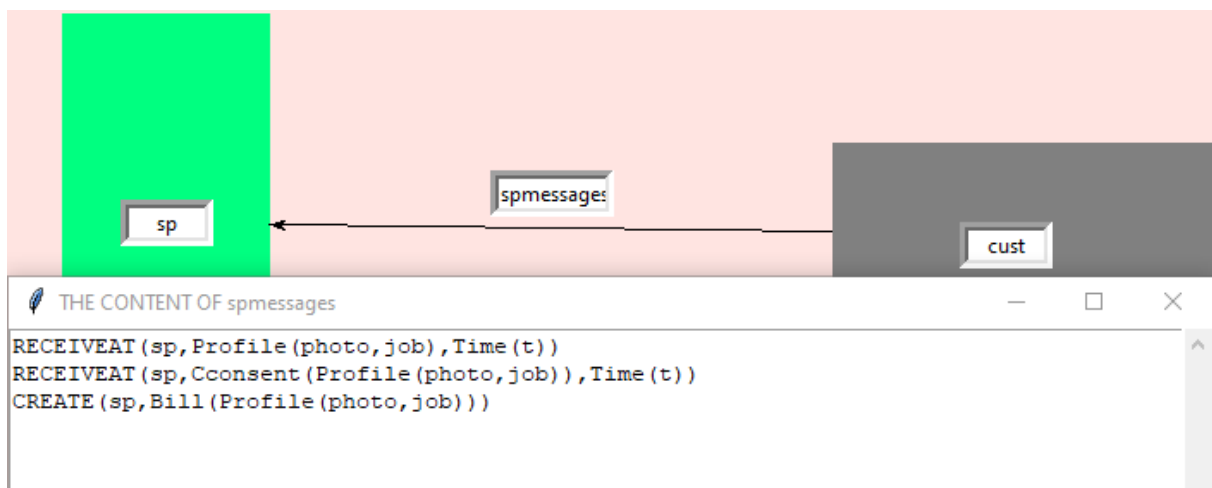 spmessages
sp
cust
THE CONTENT OF spmessages
RECEIVEAT(sp,Profile(photo,job),Time(t))
RECEIVEAT(sp,Cconsent(Profile(photo,job)),Time(t))
CREATE(sp,Bill(Profile(photo,job)))